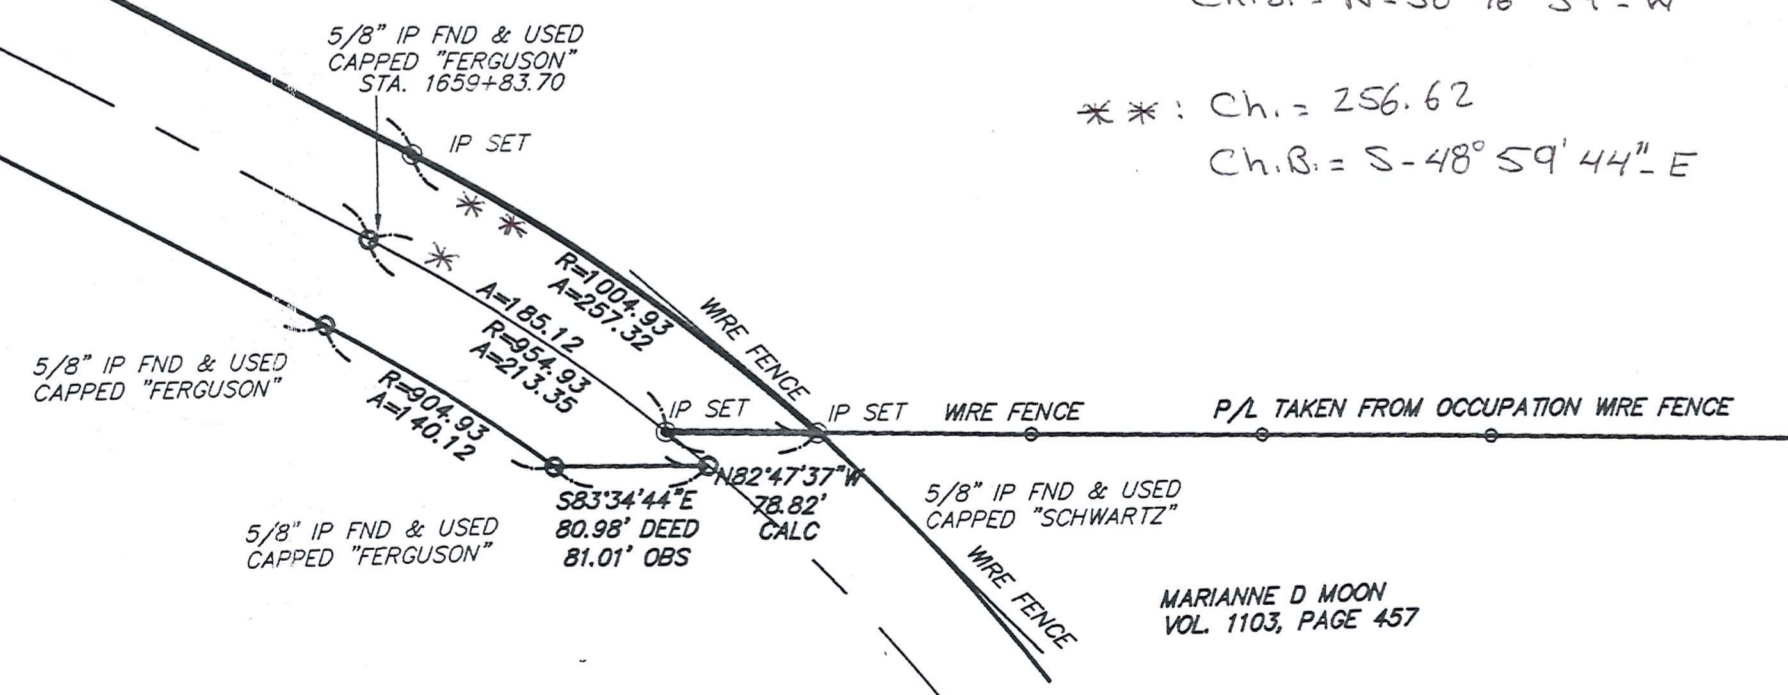 5/8" IP FND & USED
CAPPED "FERGUSON"
STA. 1659+83.70
IP SET
** : Ch. = 256.62
Ch.B. = S-48° 59' 44"-E
*
**
R=1004.93
A=257.32
A=185.12
R=954.93
A=213.35
WIRE FENCE
5/8" IP FND & USED
CAPPED "FERGUSON"
R=904.93
A=140.12
IP SET
IP SET
WIRE FENCE
P/L TAKEN FROM OCCUPATION WIRE FENCE
N82°47'37"W
78.82'
CALC
S83°34'44"E
80.98' DEED
81.01' OBS
5/8" IP FND & USED
CAPPED "FERGUSON"
5/8" IP FND & USED
CAPPED "SCHWARTZ"
WIRE FENCE
MARIANNE D MOON
VOL. 1103, PAGE 457